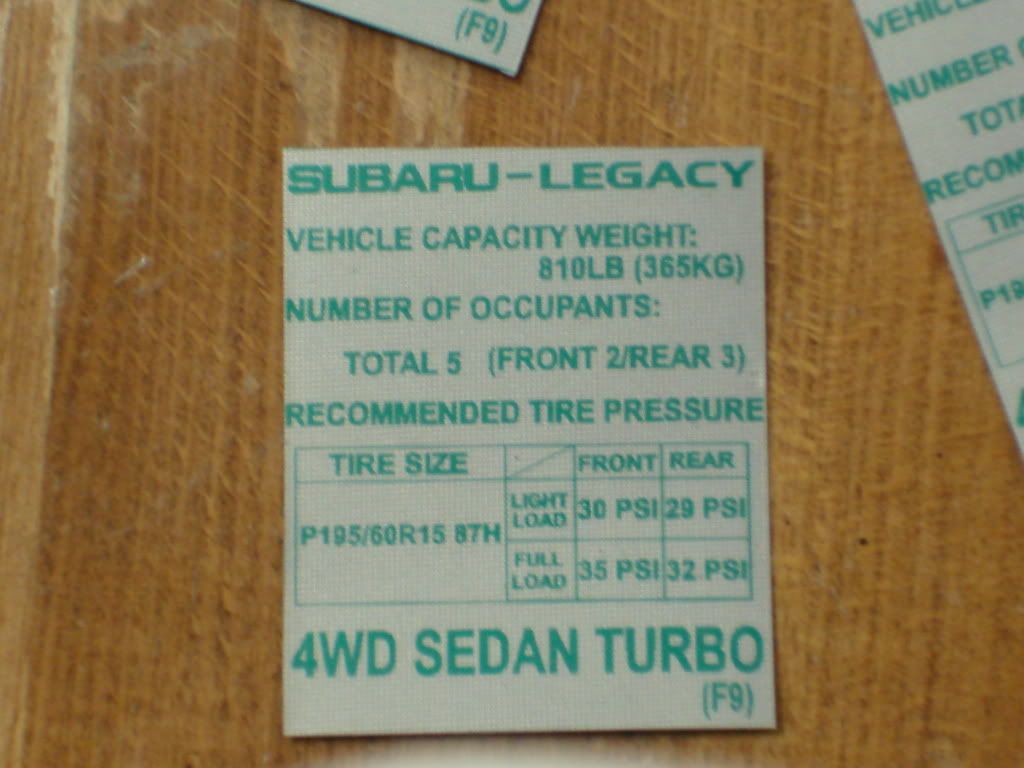 (F9)
VEHICLE
NUMBER
RECOM
SUBARU-LEGACY
VEHICLE CAPACITY WEIGHT:
810LB (365KG)
NUMBER OF OCCUPANTS:
TOTAL 5 (FRONT 2/REAR 3)
RECOMMENDED TIRE PRESSURE
TIRE SIZE FRONT REAR
P195/60R15 87H
LIGHT LOAD 30 PSI 29 PSI
FULL LOAD 35 PSI 32 PSI
4WD SEDAN TURBO
(F9)